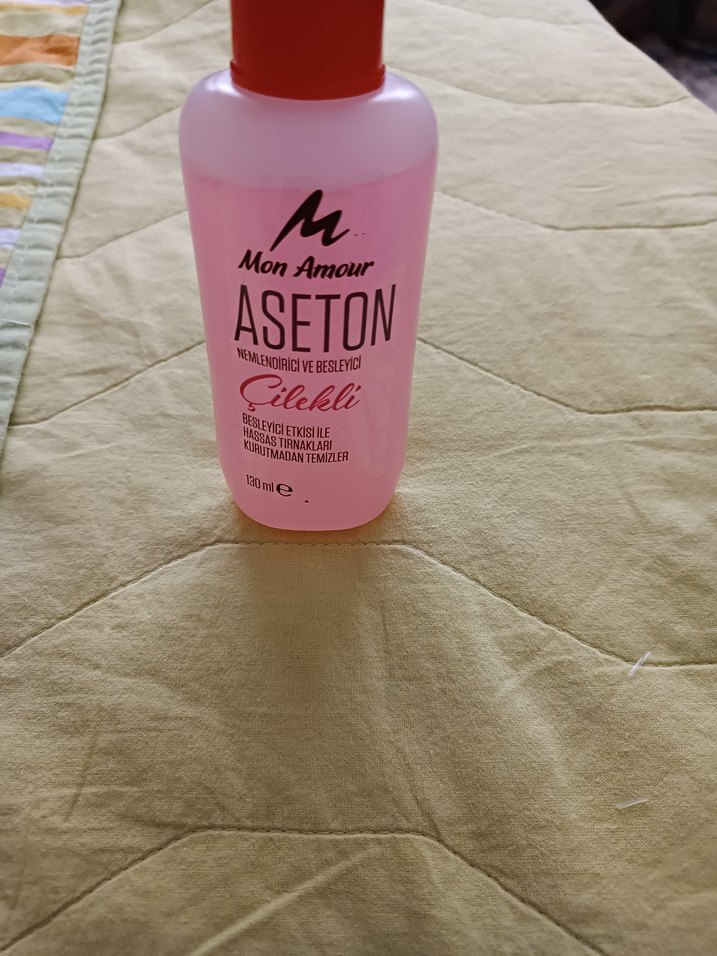 M
Mon Amour
ASETON
NEMLENDİRİCİ VE BESLEYİCİ
Çilekli
BESLEYİCİ ETKİSİ İLE
HASSAS TIRNAKLARI
KURUTMADAN TEMİZLER
130 ml ℮